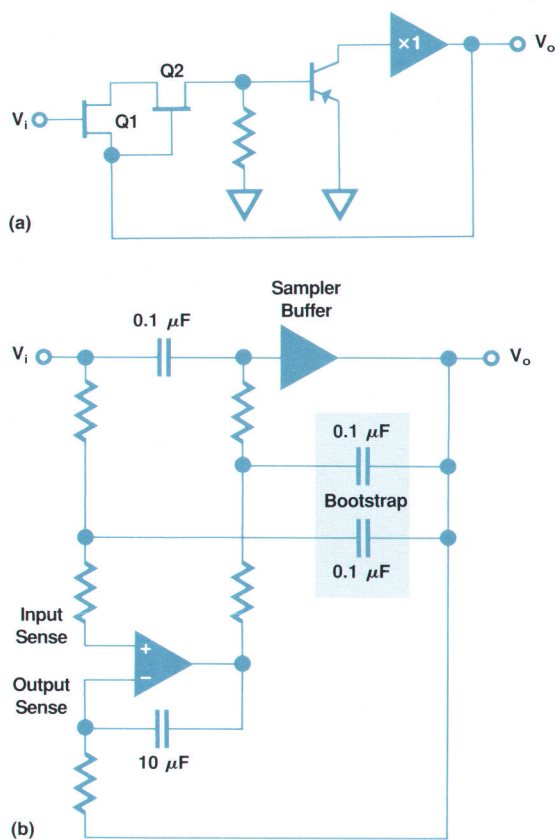 ×1
Vo
Q2
Vi
Q1
(a)
Sampler
Buffer
0.1 μF
Vi
Vo
0.1 μF
Bootstrap
0.1 μF
Input
Sense
+
Output
Sense
−
10 μF
(b)